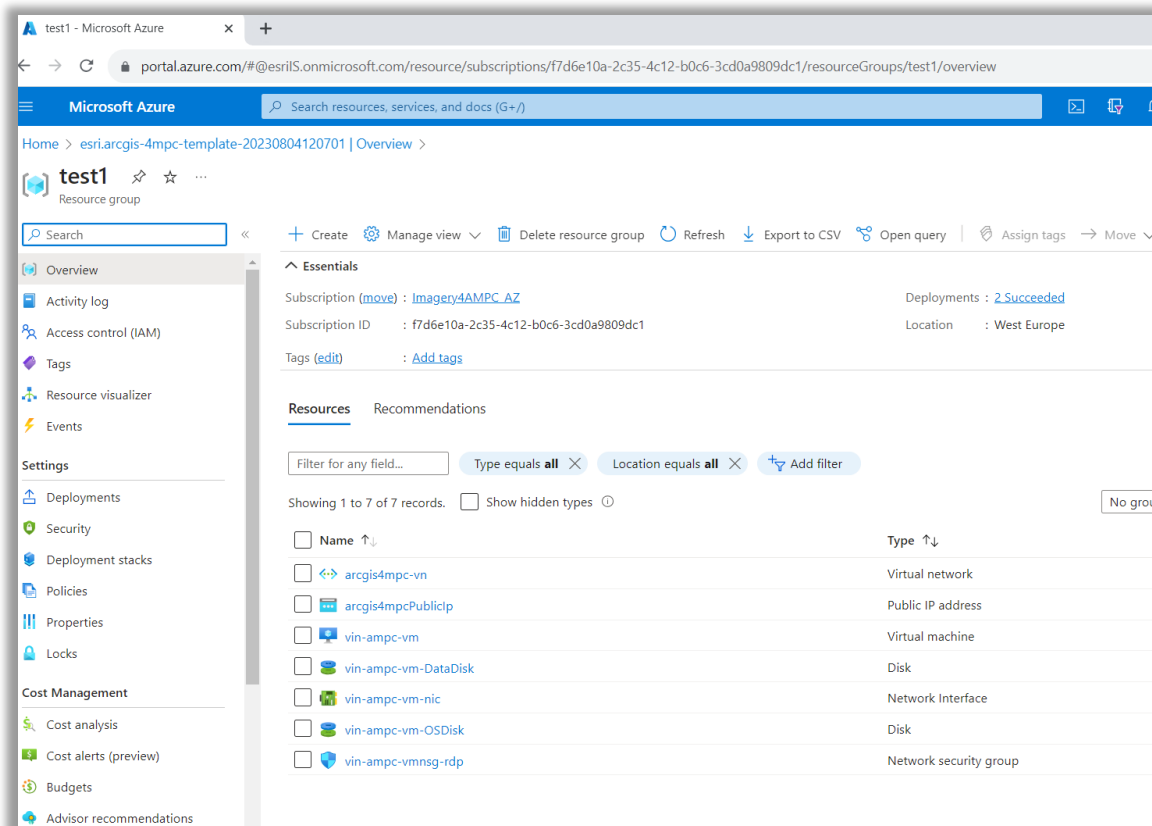 test1 - Microsoft Azure
portal.azure.com/#@esriIS.onmicrosoft.com/resource/subscriptions/f7d6e10a-2c35-4c12-b0c6-3cd0a9809dc1/resourceGroups/test1/overview
Microsoft Azure
Search resources, services, and docs (G+/)
Home > esri.arcgis-4mpc-template-20230804120701 | Overview >
test1
Resource group
Search
Create Manage view Delete resource group Refresh Export to CSV Open query Assign tags Move
Overview
Activity log
Access control (IAM)
Tags
Resource visualizer
Events
Settings
Deployments
Security
Deployment stacks
Policies
Properties
Locks
Cost Management
Cost analysis
Cost alerts (preview)
Budgets
Advisor recommendations
Essentials
Subscription (move) : Imagery4AMPC_AZ
Deployments : 2 Succeeded
Subscription ID : f7d6e10a-2c35-4c12-b0c6-3cd0a9809dc1
Location : West Europe
Tags (edit) : Add tags
Resources Recommendations
Filter for any field... Type equals all Location equals all Add filter
Showing 1 to 7 of 7 records. Show hidden types
No grou
Name Type
arcgis4mpc-vn Virtual network
arcgis4mpcPublicIp Public IP address
vin-ampc-vm Virtual machine
vin-ampc-vm-DataDisk Disk
vin-ampc-vm-nic Network Interface
vin-ampc-vm-OSDisk Disk
vin-ampc-vmnsg-rdp Network security group